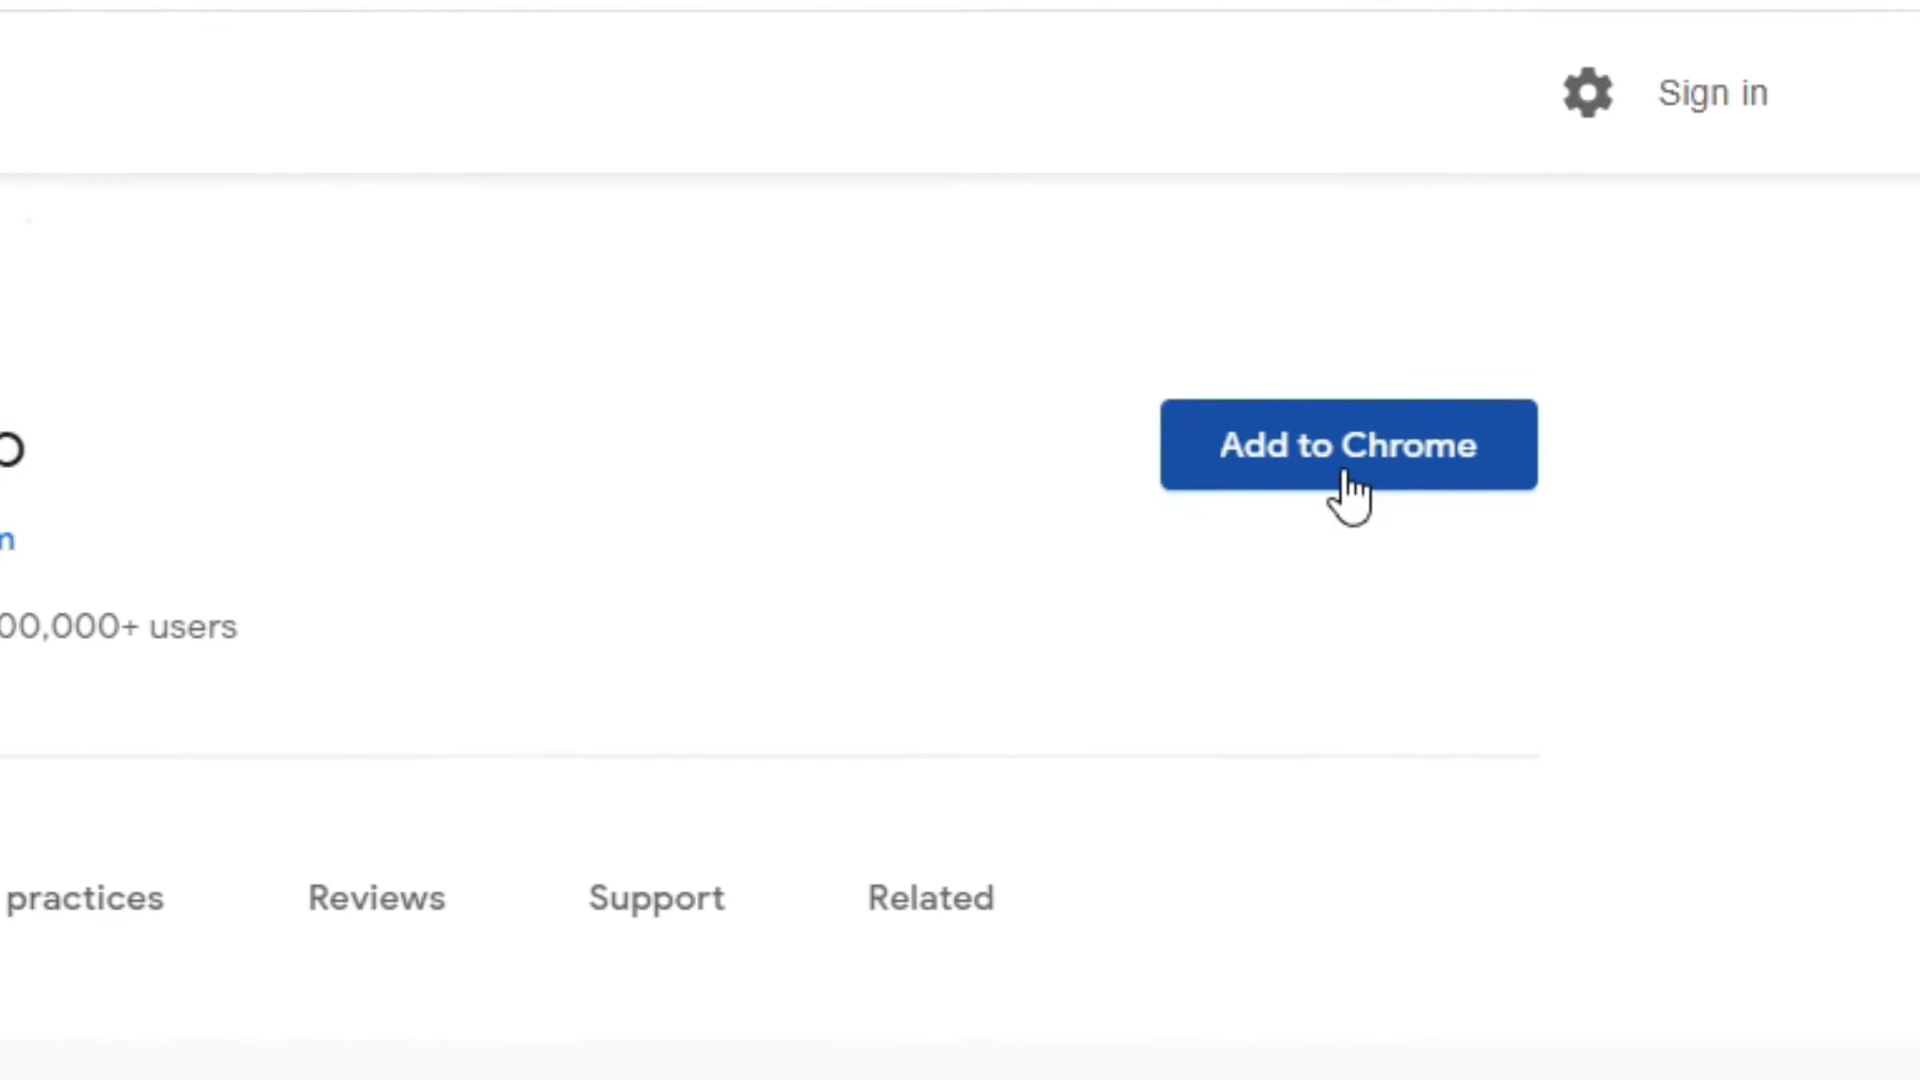 Sign in
Add to Chrome
00,000+ users
practices
Reviews
Support
Related